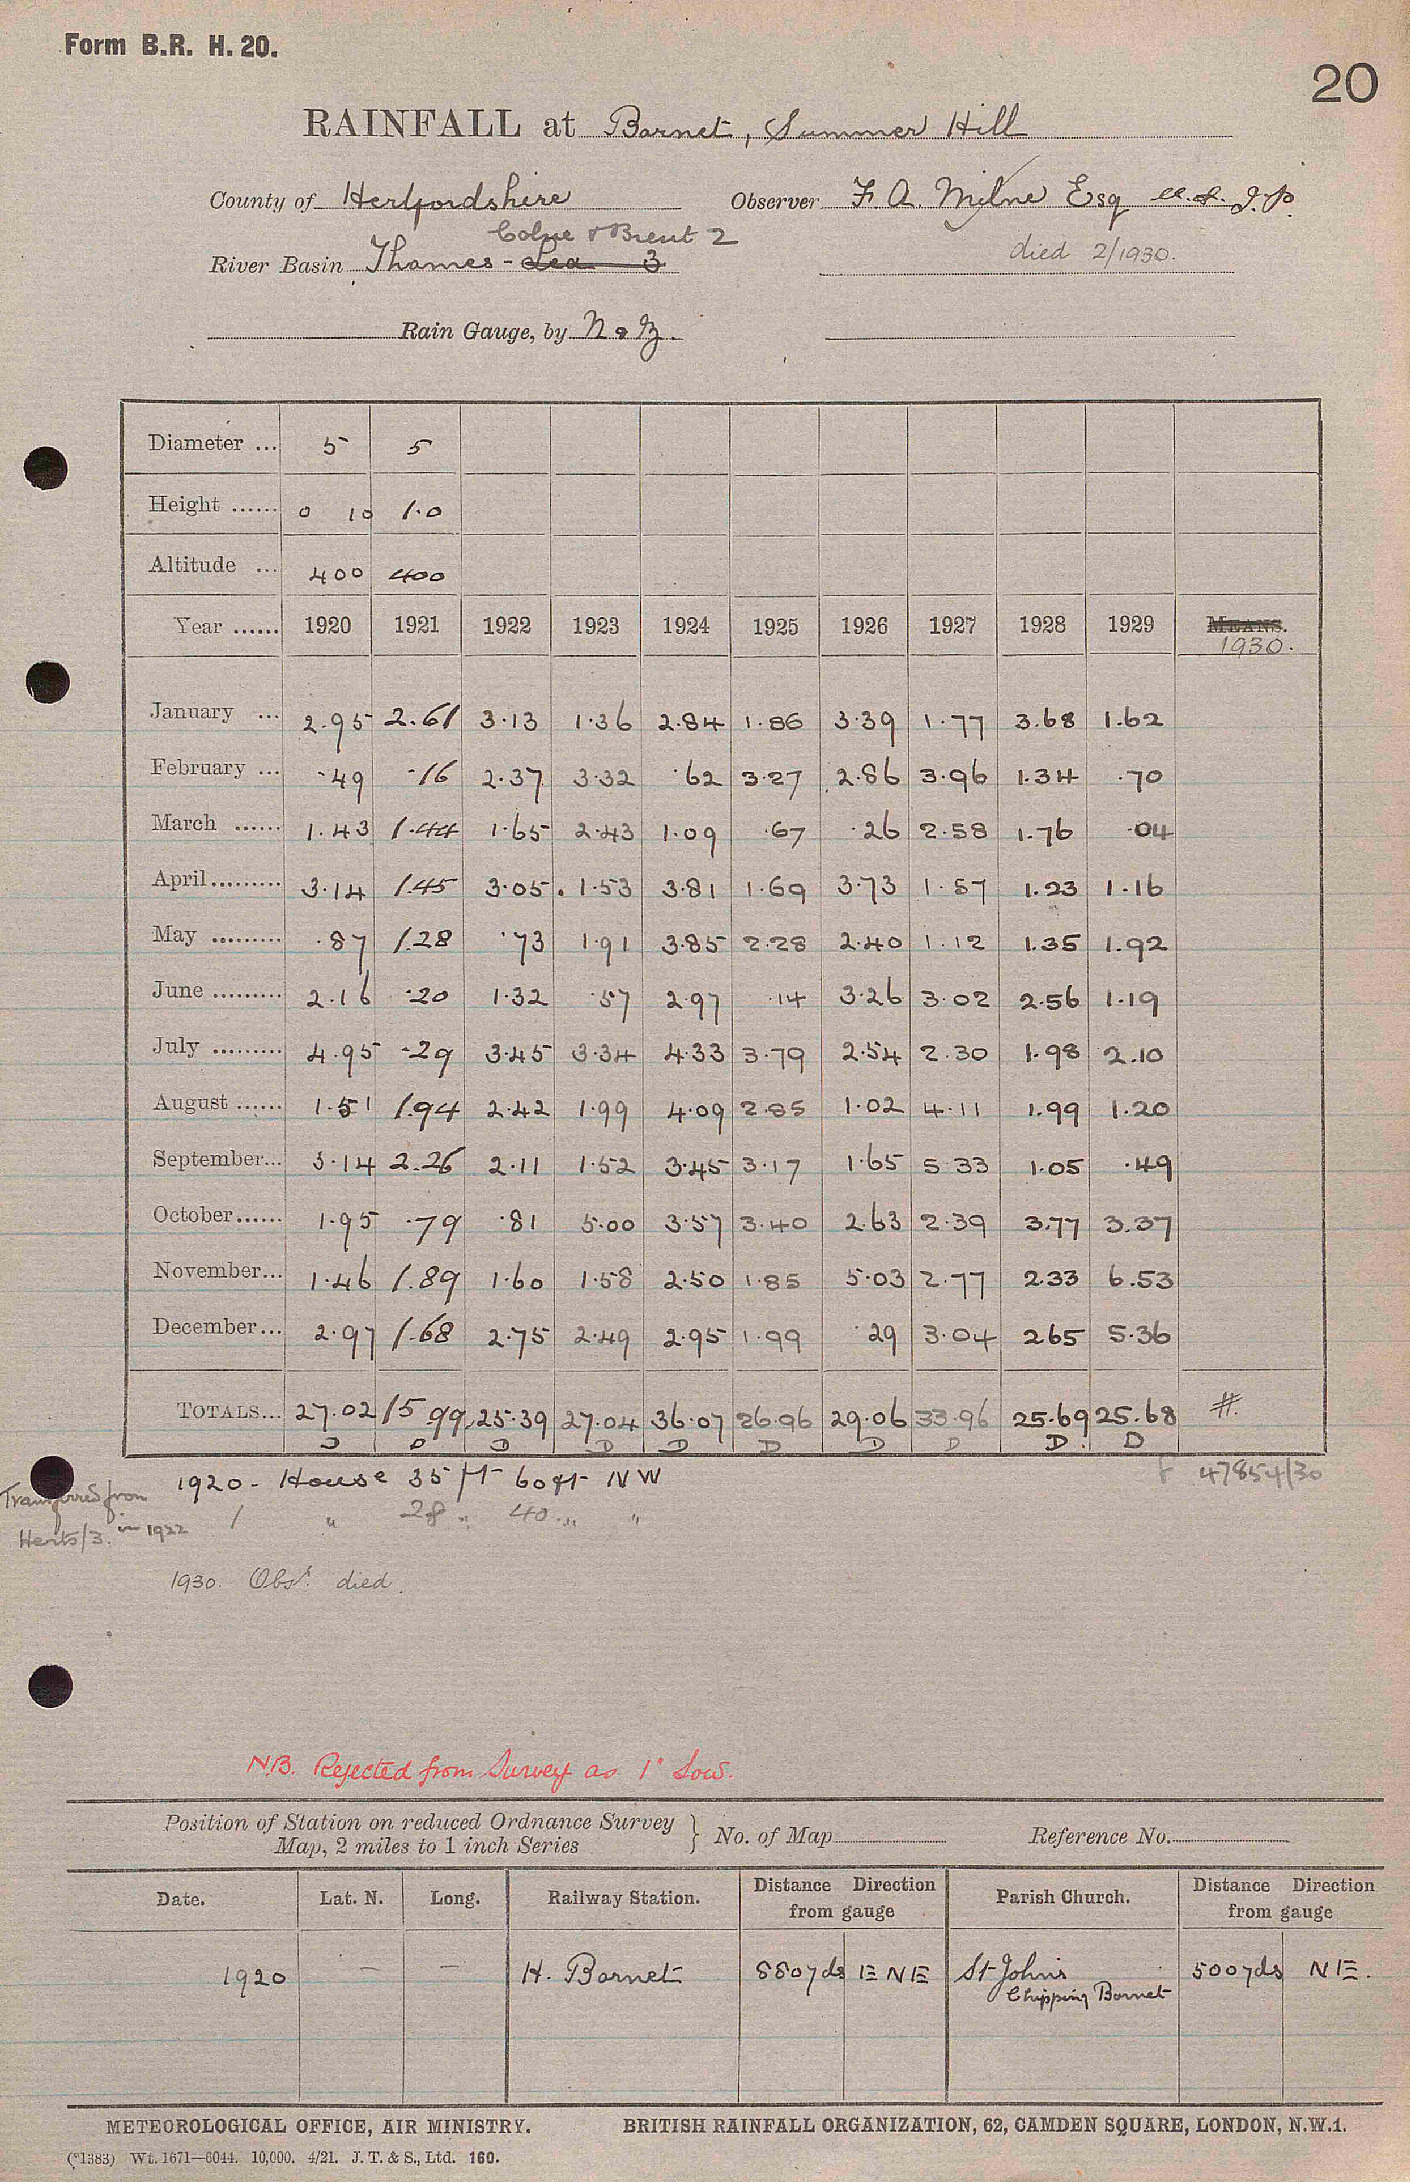 Form B.R. H. 20.
20
RAINFALL at Barnet, Summer Hill
County of Hertfordshire Observer F. A. Milne Esq M.A. J.P.
Colne & Brent 2
River Basin Thames - Lea 3 died 2/1930.
Rain Gauge, by N & Z.
Diameter ... 5 5
Height ...... 0 10 1.0
Altitude ... 400 400
Year ...... 1920 1921 1922 1923 1924 1925 1926 1927 1928 1929 MEANS.
1930.
January ... 2.95 2.61 3.13 1.36 2.84 1.86 3.39 1.77 3.68 1.62
February ... .49 .16 2.37 3.32 .62 3.27 2.86 3.96 1.34 .70
March ...... 1.43 1.44 1.65 2.43 1.09 .67 .26 2.58 1.76 .04
April ......... 3.14 1.45 3.05 1.53 3.81 1.69 3.73 1.57 1.23 1.16
May ......... .87 1.28 .73 1.91 3.85 2.28 2.40 1.12 1.35 1.92
June ......... 2.16 .20 1.32 .57 2.97 .14 3.26 3.02 2.56 1.19
July ......... 4.95 .29 3.45 3.34 4.33 3.79 2.54 2.30 1.98 2.10
August ...... 1.51 1.94 2.42 1.99 4.09 2.85 1.02 4.11 1.99 1.20
September... 3.14 2.26 2.11 1.52 3.45 3.17 1.65 5.33 1.05 .49
October...... 1.95 .79 .81 5.00 3.57 3.40 2.63 2.39 3.77 3.37
November... 1.46 1.89 1.60 1.58 2.50 1.85 5.03 2.77 2.33 6.53
December... 2.97 1.68 2.75 2.49 2.95 1.99 .29 3.04 265 5.36
TOTALS... 27.02 15.99 25.39 27.04 36.07 26.96 29.06 33.96 25.69 25.68 #
D D D D D D D D D. D
1920 - House 35 ft 60 ft NW 47854/30
Transferred from
1 " 28 " 40 " "
Herts/3. in 1922
1930. Obsr. died.
N.B. Rejected from Survey as 1" low.
Position of Station on reduced Ordnance Survey
Map, 2 miles to 1 inch Series } No. of Map Reference No.
Date. Lat. N. Long. Railway Station. Distance Direction from gauge Parish Church. Distance Direction from gauge
1920 — — H. Barnet 880yds ENE St Johns 500yds NE.
Chipping Barnet
METEOROLOGICAL OFFICE, AIR MINISTRY. BRITISH RAINFALL ORGANIZATION, 62, CAMDEN SQUARE, LONDON, N.W.1.
(*1383) Wt. 1671—6044. 10,000. 4/21. J. T. & S., Ltd. 160.